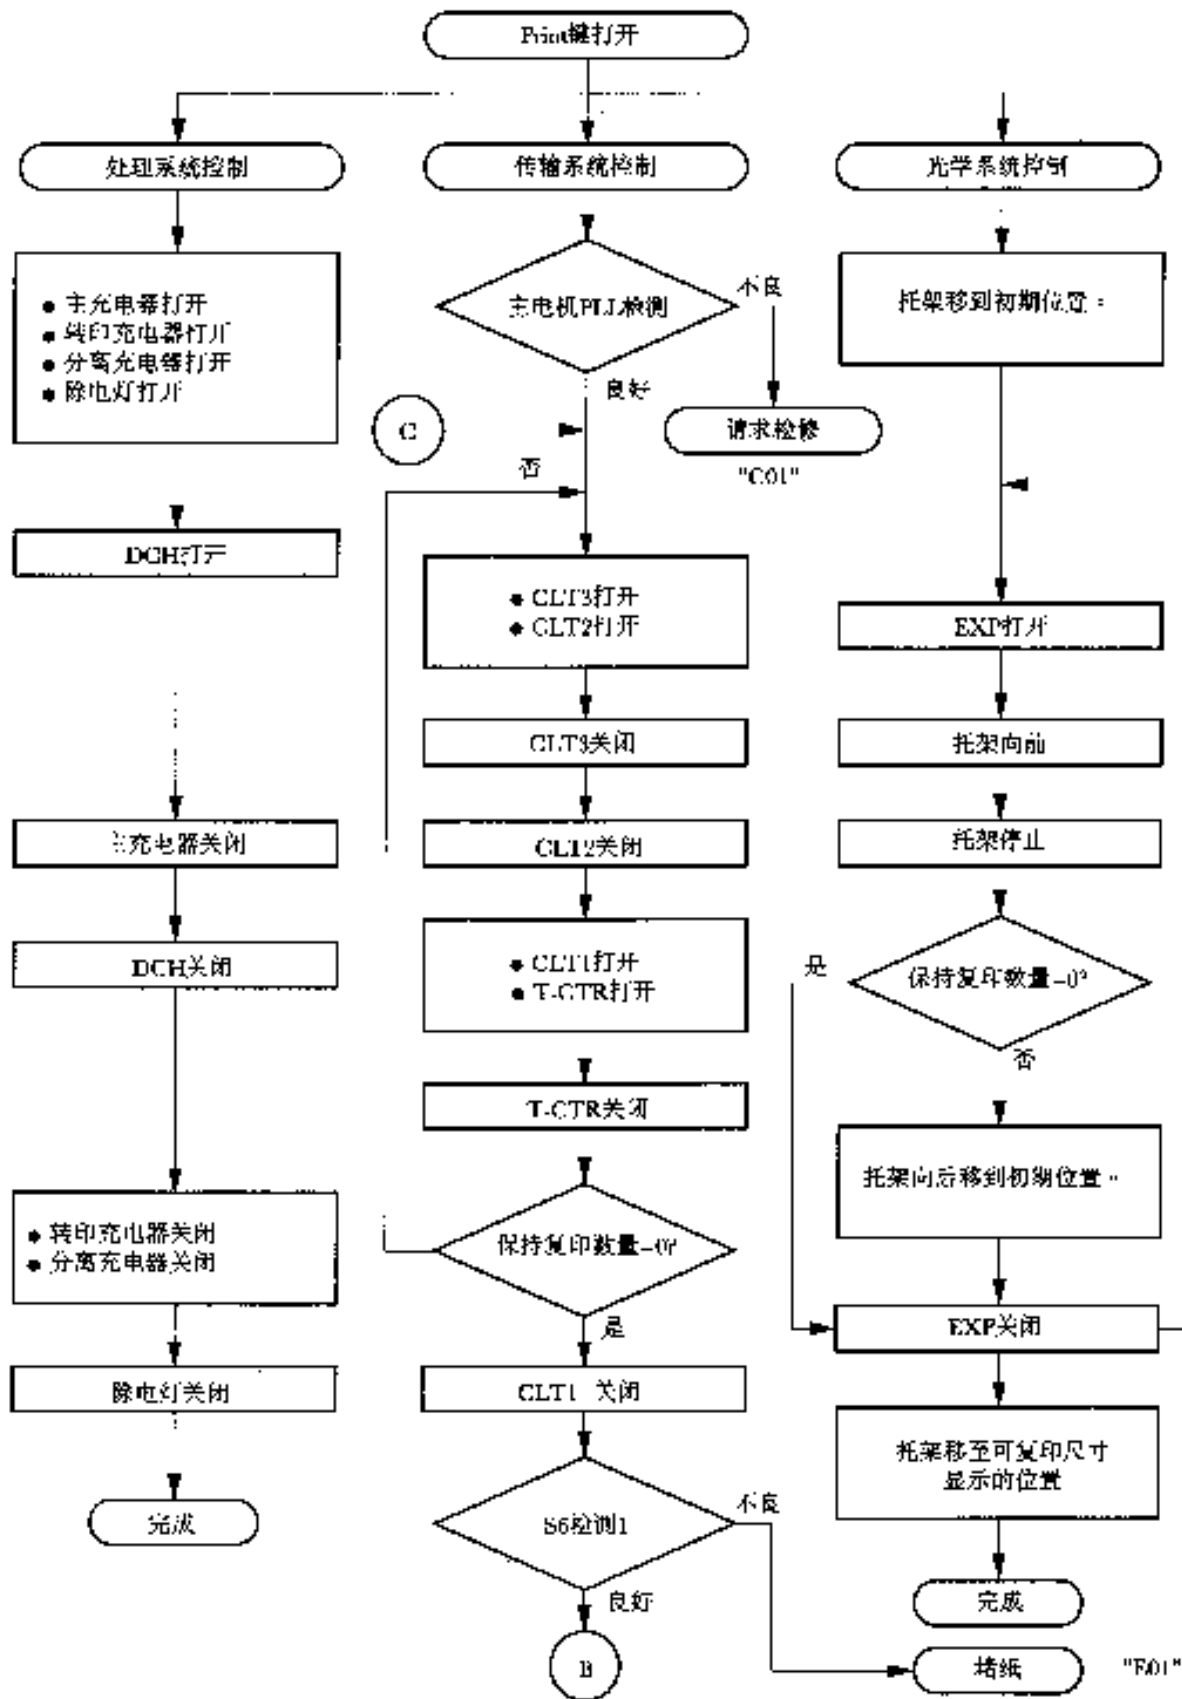 Print键打开
处理系统控制
传输系统控制
光学系统控制
● 主充电器打开
● 转印充电器打开
● 分离充电器打开
● 除电灯打开
主电机PLL检测
不良
良好
托架移到初期位置。
C
请求检修
"C01"
否
DCH打开
● CLT3打开
● CLT2打开
EXP打开
CLT3关闭
托架向前
主充电器关闭
CLT2关闭
托架停止
DCH关闭
● CLT1打开
● T-CTR打开
是
保持复印数量=0?
否
T-CTR关闭
托架向后移到初期位置。
● 转印充电器关闭
● 分离充电器关闭
保持复印数量=0?
是
EXP关闭
除电灯关闭
CLT1 关闭
托架移至可复印尺寸
显示的位置
完成
S6检测1
不良
良好
完成
B
堵纸
"E01"